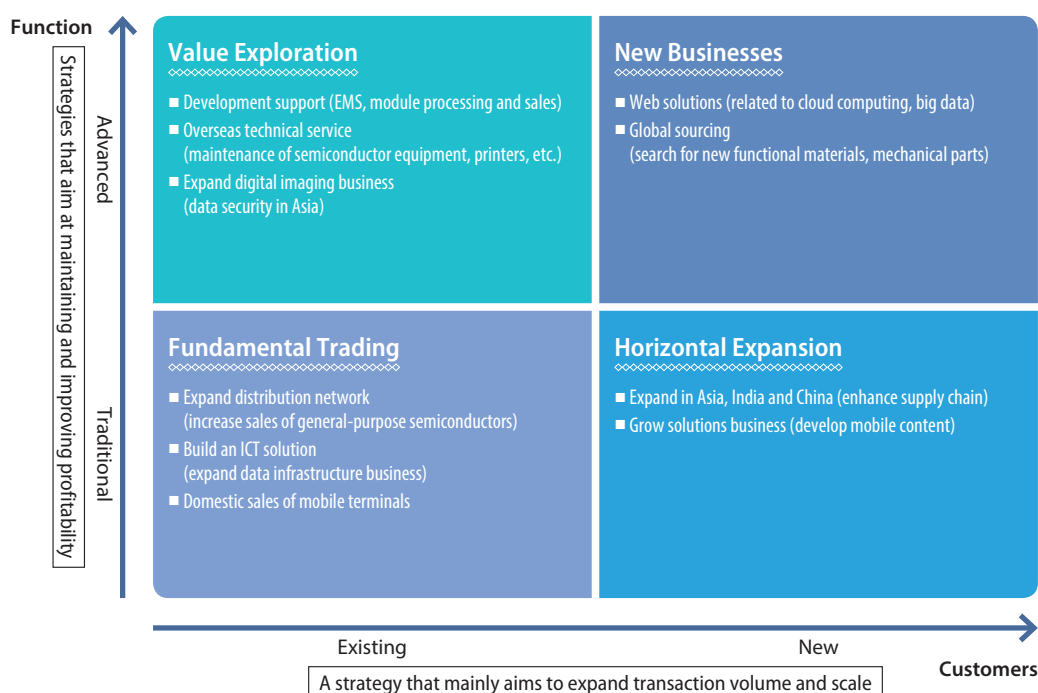 Function
Strategies that aim at maintaining and improving profitability
Advanced
Traditional
Value Exploration
■ Development support (EMS, module processing and sales)
■ Overseas technical service
(maintenance of semiconductor equipment, printers, etc.)
■ Expand digital imaging business
(data security in Asia)
New Businesses
■ Web solutions (related to cloud computing, big data)
■ Global sourcing
(search for new functional materials, mechanical parts)
Fundamental Trading
■ Expand distribution network
(increase sales of general-purpose semiconductors)
■ Build an ICT solution
(expand data infrastructure business)
■ Domestic sales of mobile terminals
Horizontal Expansion
■ Expand in Asia, India and China (enhance supply chain)
■ Grow solutions business (develop mobile content)
Existing
New
Customers
A strategy that mainly aims to expand transaction volume and scale